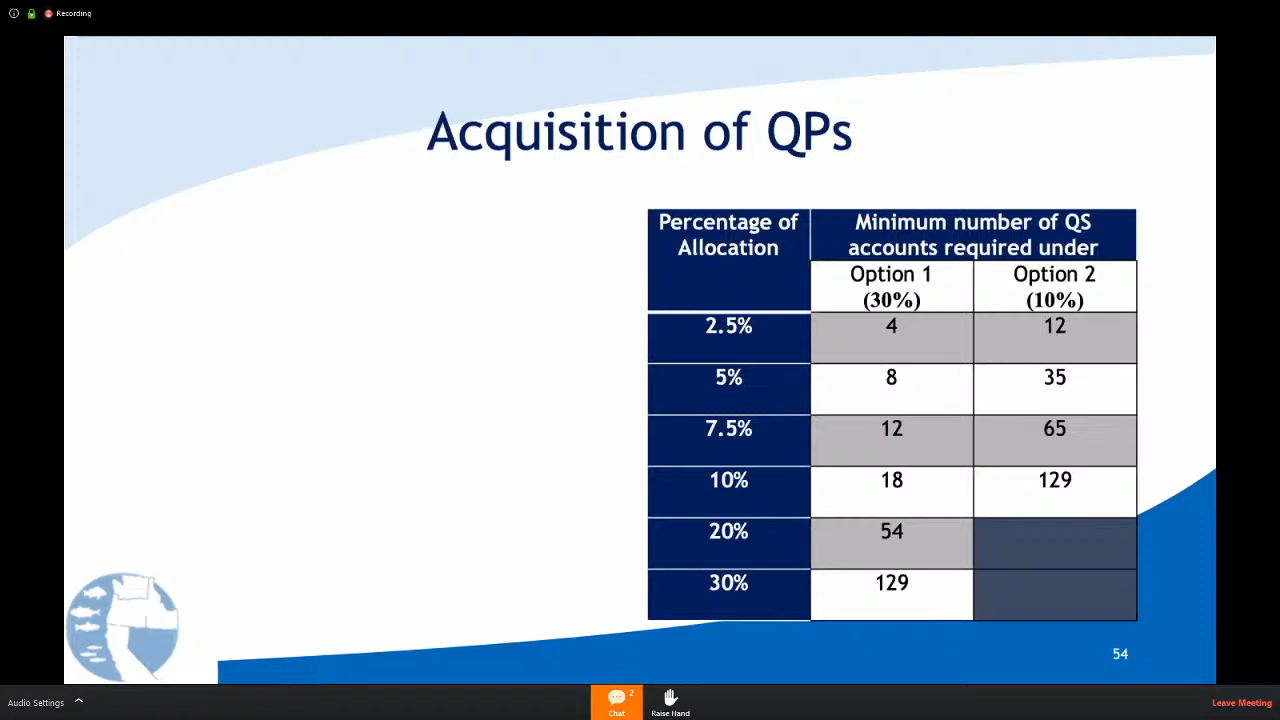 Recording
Acquisition of QPs
Percentage of
Allocation
Minimum number of QS
accounts required under
Option 1
(30%)
Option 2
(10%)
2.5% 4 12
5% 8 35
7.5% 12 65
10% 18 129
20% 54
30% 129
54
Audio Settings
2
Chat
Raise Hand
Leave Meeting